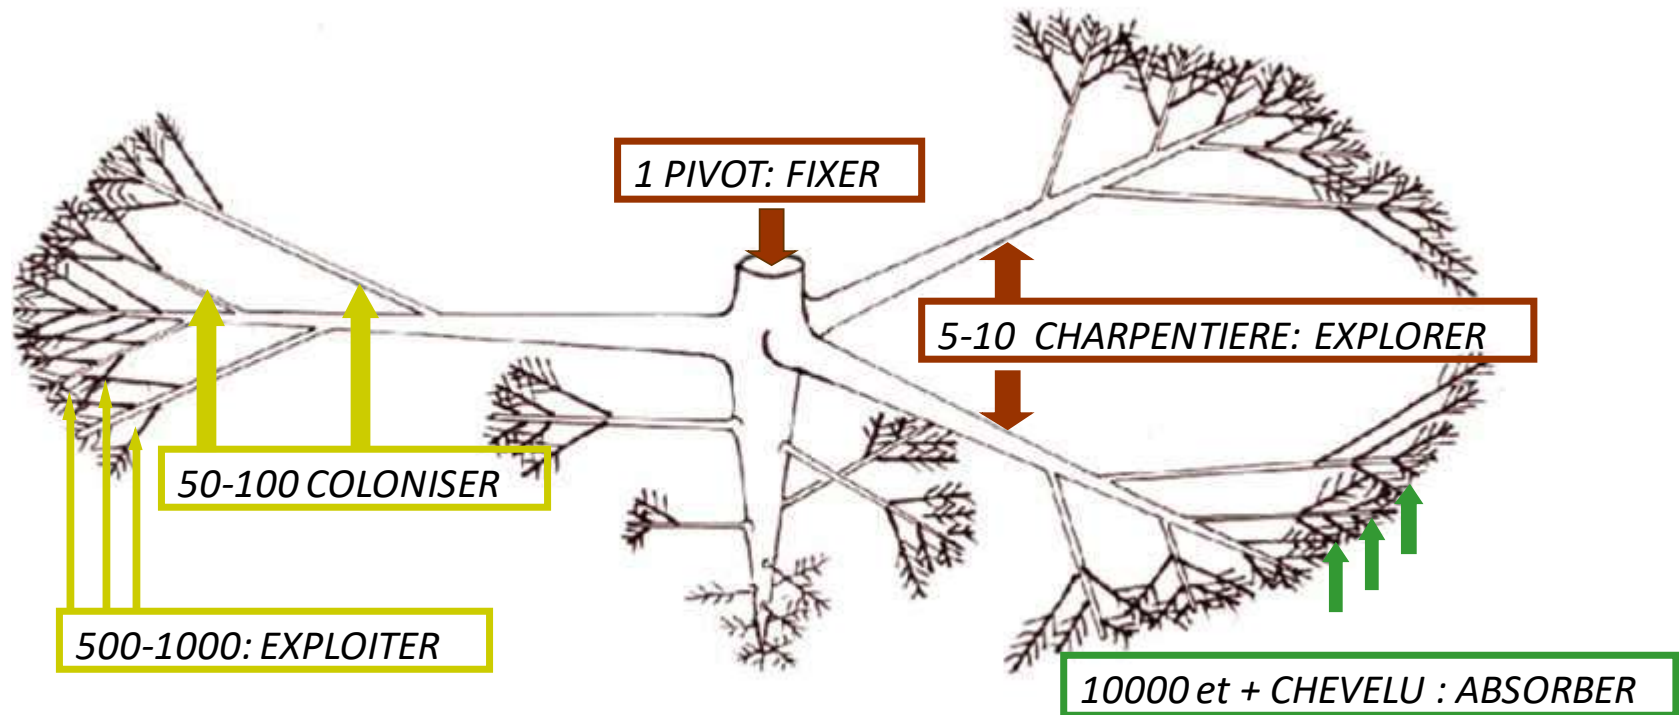 1 PIVOT: FIXER
5-10 CHARPENTIERE: EXPLORER
50-100 COLONISER
500-1000: EXPLOITER
10000 et + CHEVELU : ABSORBER